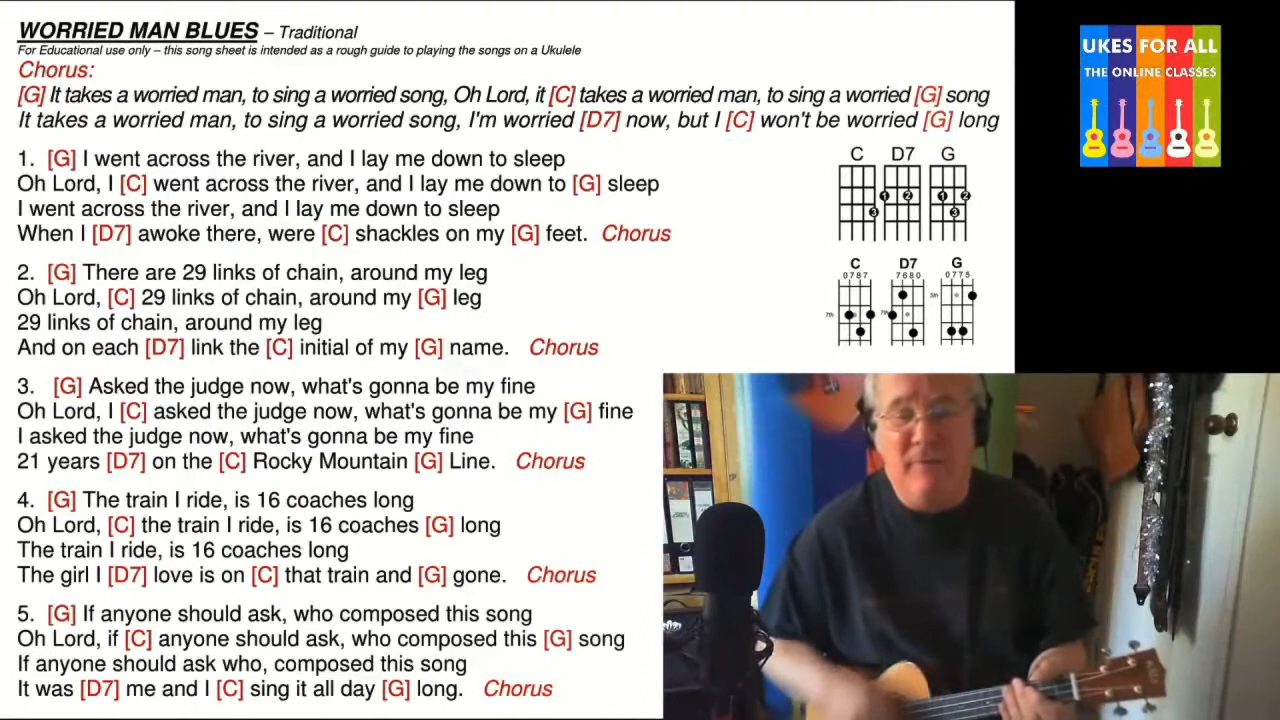 WORRIED MAN BLUES – Traditional
For Educational use only – this song sheet is intended as a rough guide to playing the songs on a Ukulele
Chorus:
[G] It takes a worried man, to sing a worried song, Oh Lord, it [C] takes a worried man, to sing a worried [G] song
It takes a worried man, to sing a worried song, I'm worried [D7] now, but I [C] won't be worried [G] long
1. [G] I went across the river, and I lay me down to sleep
Oh Lord, I [C] went across the river, and I lay me down to [G] sleep
I went across the river, and I lay me down to sleep
When I [D7] awoke there, were [C] shackles on my [G] feet. Chorus
2. [G] There are 29 links of chain, around my leg
Oh Lord, [C] 29 links of chain, around my [G] leg
29 links of chain, around my leg
And on each [D7] link the [C] initial of my [G] name. Chorus
3. [G] Asked the judge now, what's gonna be my fine
Oh Lord, I [C] asked the judge now, what's gonna be my [G] fine
I asked the judge now, what's gonna be my fine
21 years [D7] on the [C] Rocky Mountain [G] Line. Chorus
4. [G] The train I ride, is 16 coaches long
Oh Lord, [C] the train I ride, is 16 coaches [G] long
The train I ride, is 16 coaches long
The girl I [D7] love is on [C] that train and [G] gone. Chorus
5. [G] If anyone should ask, who composed this song
Oh Lord, if [C] anyone should ask, who composed this [G] song
If anyone should ask who, composed this song
It was [D7] me and I [C] sing it all day [G] long. Chorus
C D7 G
3 1 2 1 2 3
C D7 G
0787 7680 0775
7th 7th 5th
UKES FOR ALL
THE ONLINE CLASSES